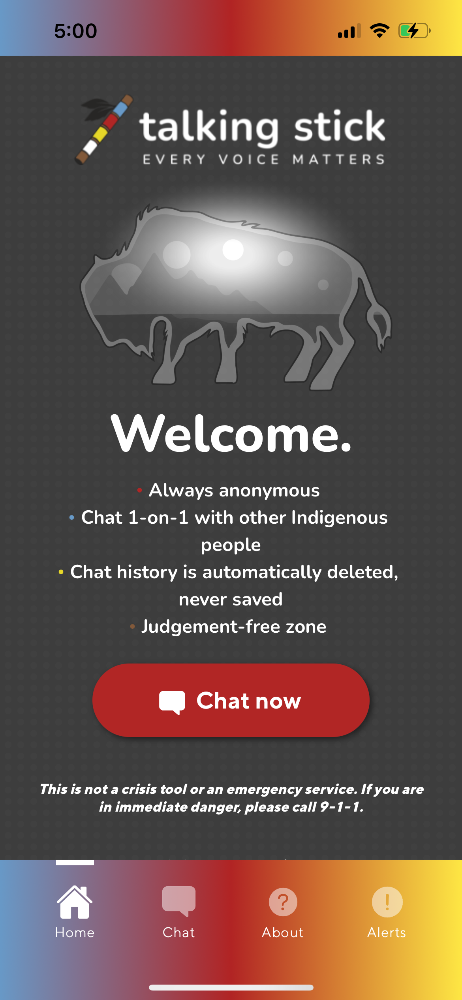 5:00
talking stick
EVERY VOICE MATTERS
Welcome.
• Always anonymous
• Chat 1-on-1 with other Indigenous
people
• Chat history is automatically deleted,
never saved
• Judgement-free zone
Chat now
This is not a crisis tool or an emergency service. If you are
in immediate danger, please call 9-1-1.
Home
Chat
About
Alerts